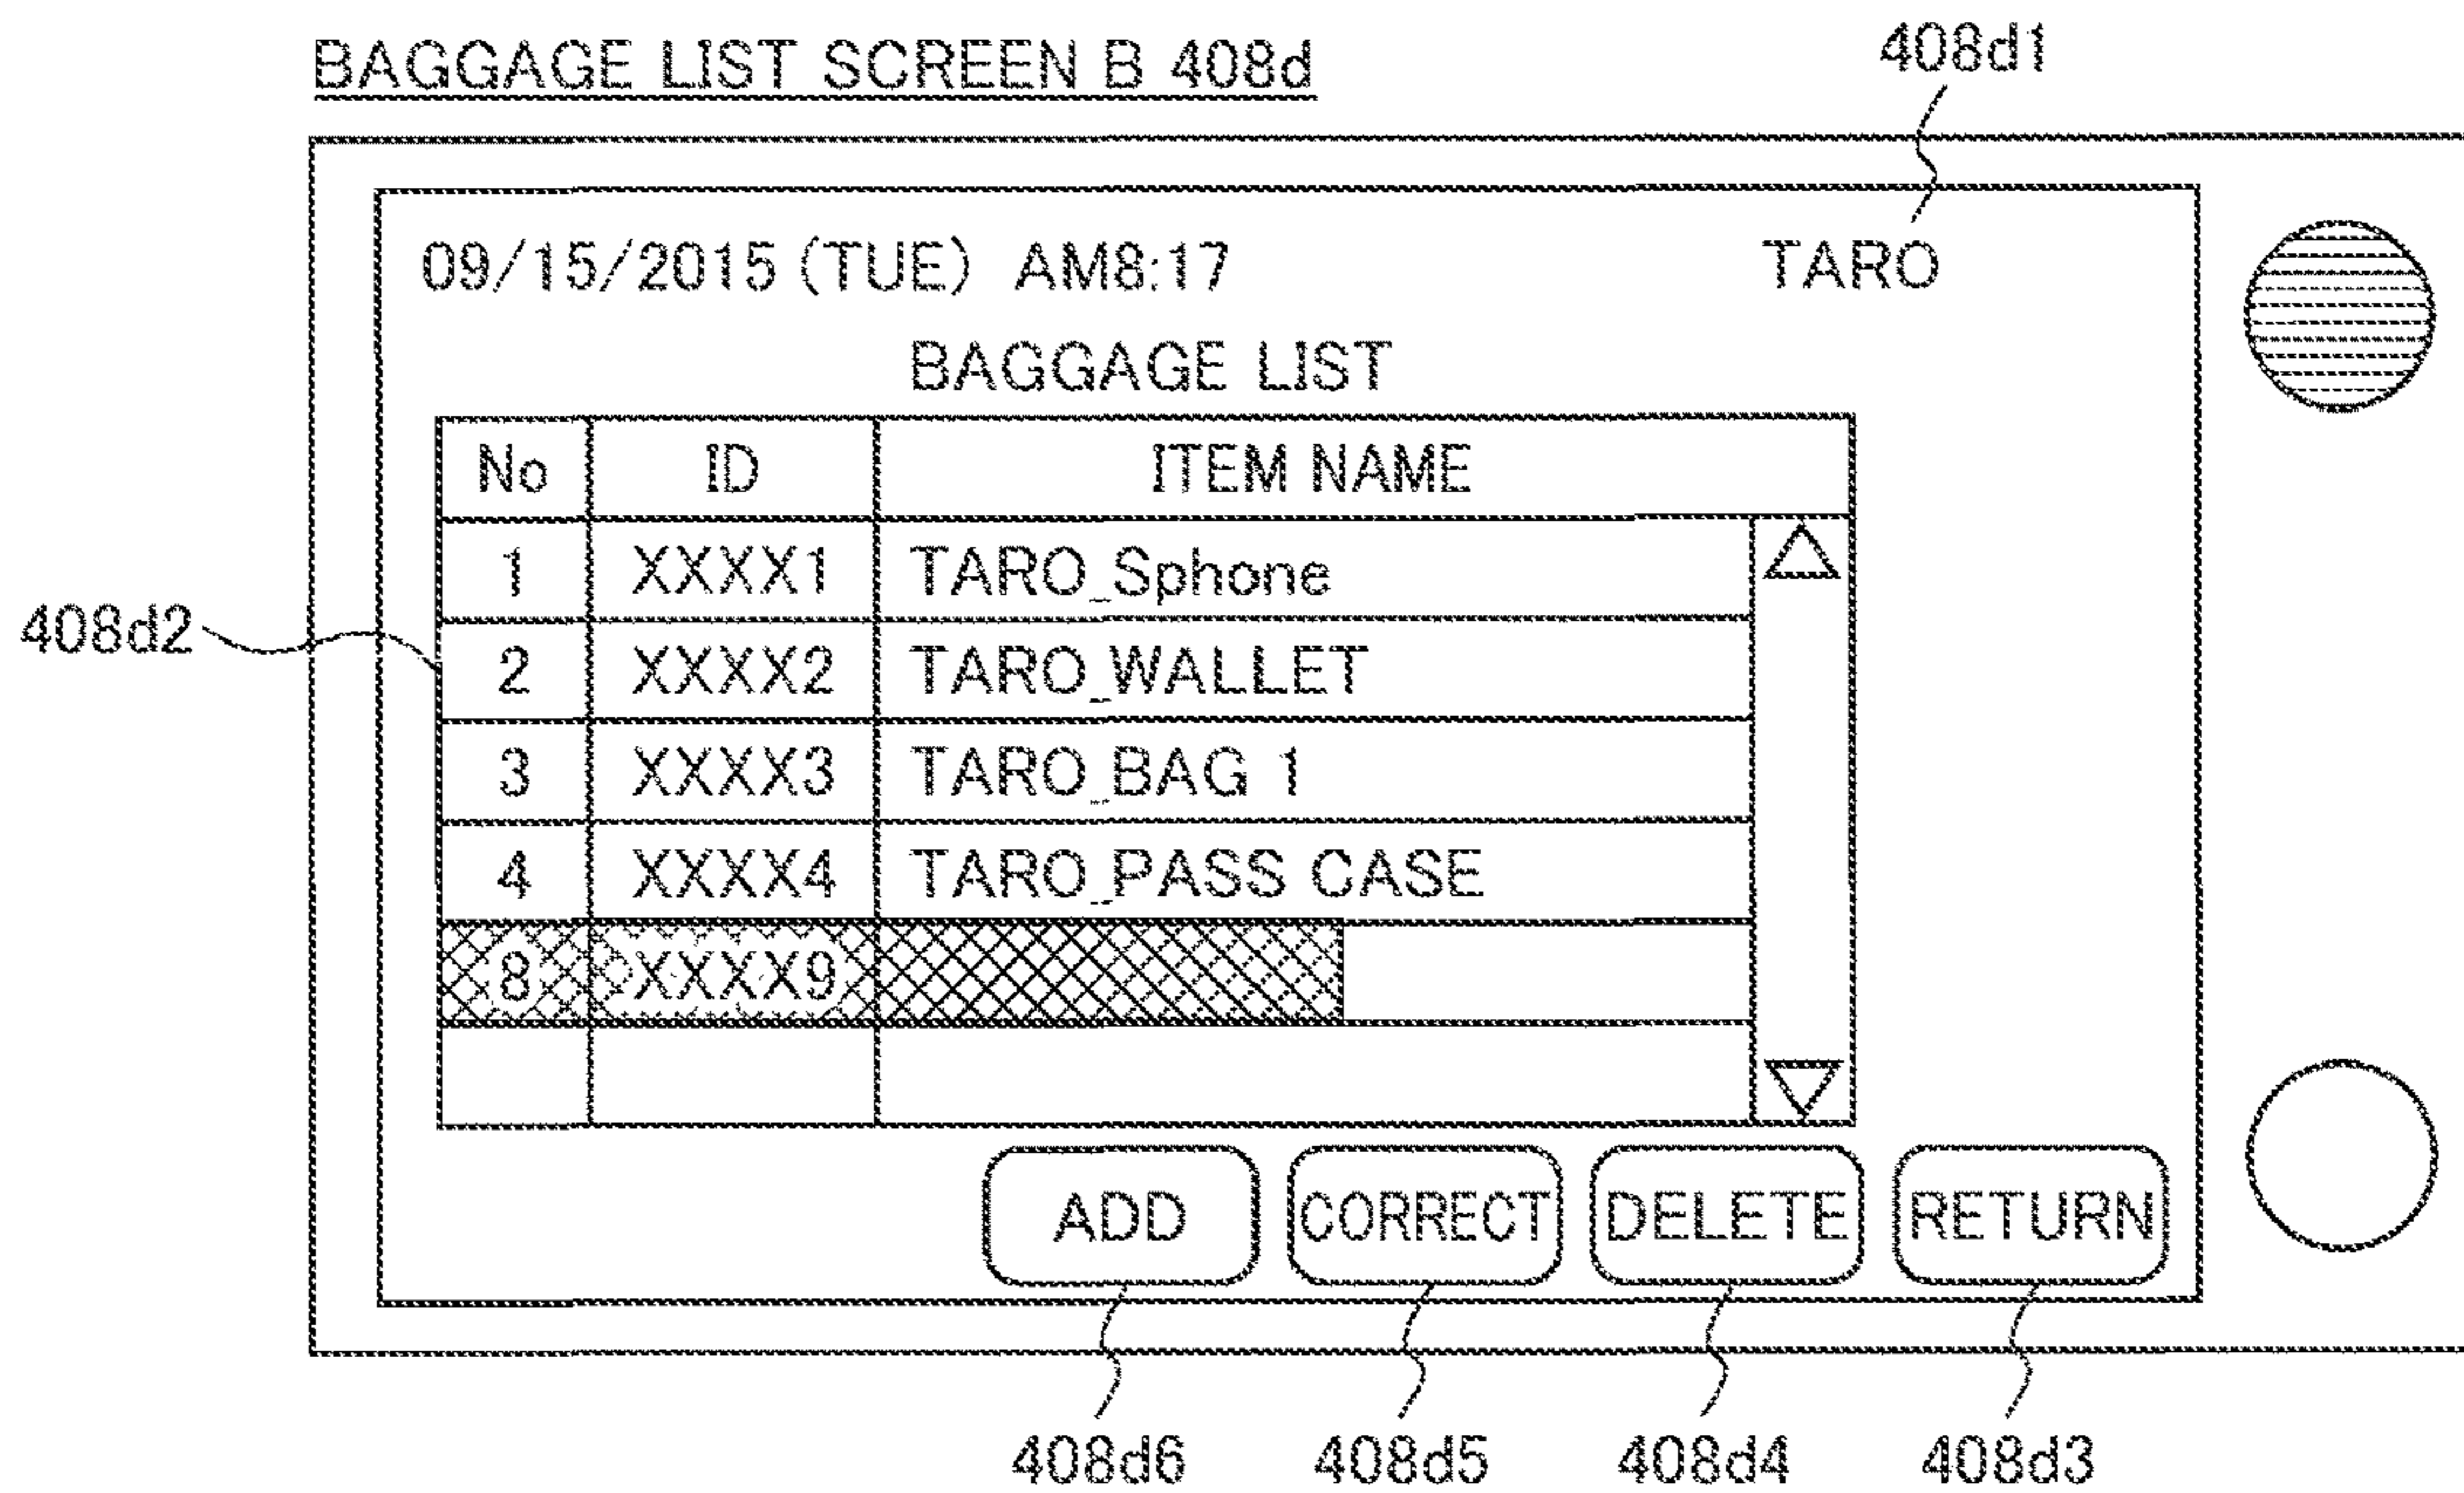 BAGGAGE LIST SCREEN B 408d
408d1
09/15/2015 (TUE) AM8:17 TARO
BAGGAGE LIST
No ID ITEM NAME
1 XXXX1 TARO_Sphone
408d2
2 XXXX2 TARO_WALLET
3 XXXX3 TARO_BAG 1
4 XXXX4 TARO_PASS CASE
8 XXXX9
ADD CORRECT DELETE RETURN
408d6 408d5 408d4 408d3